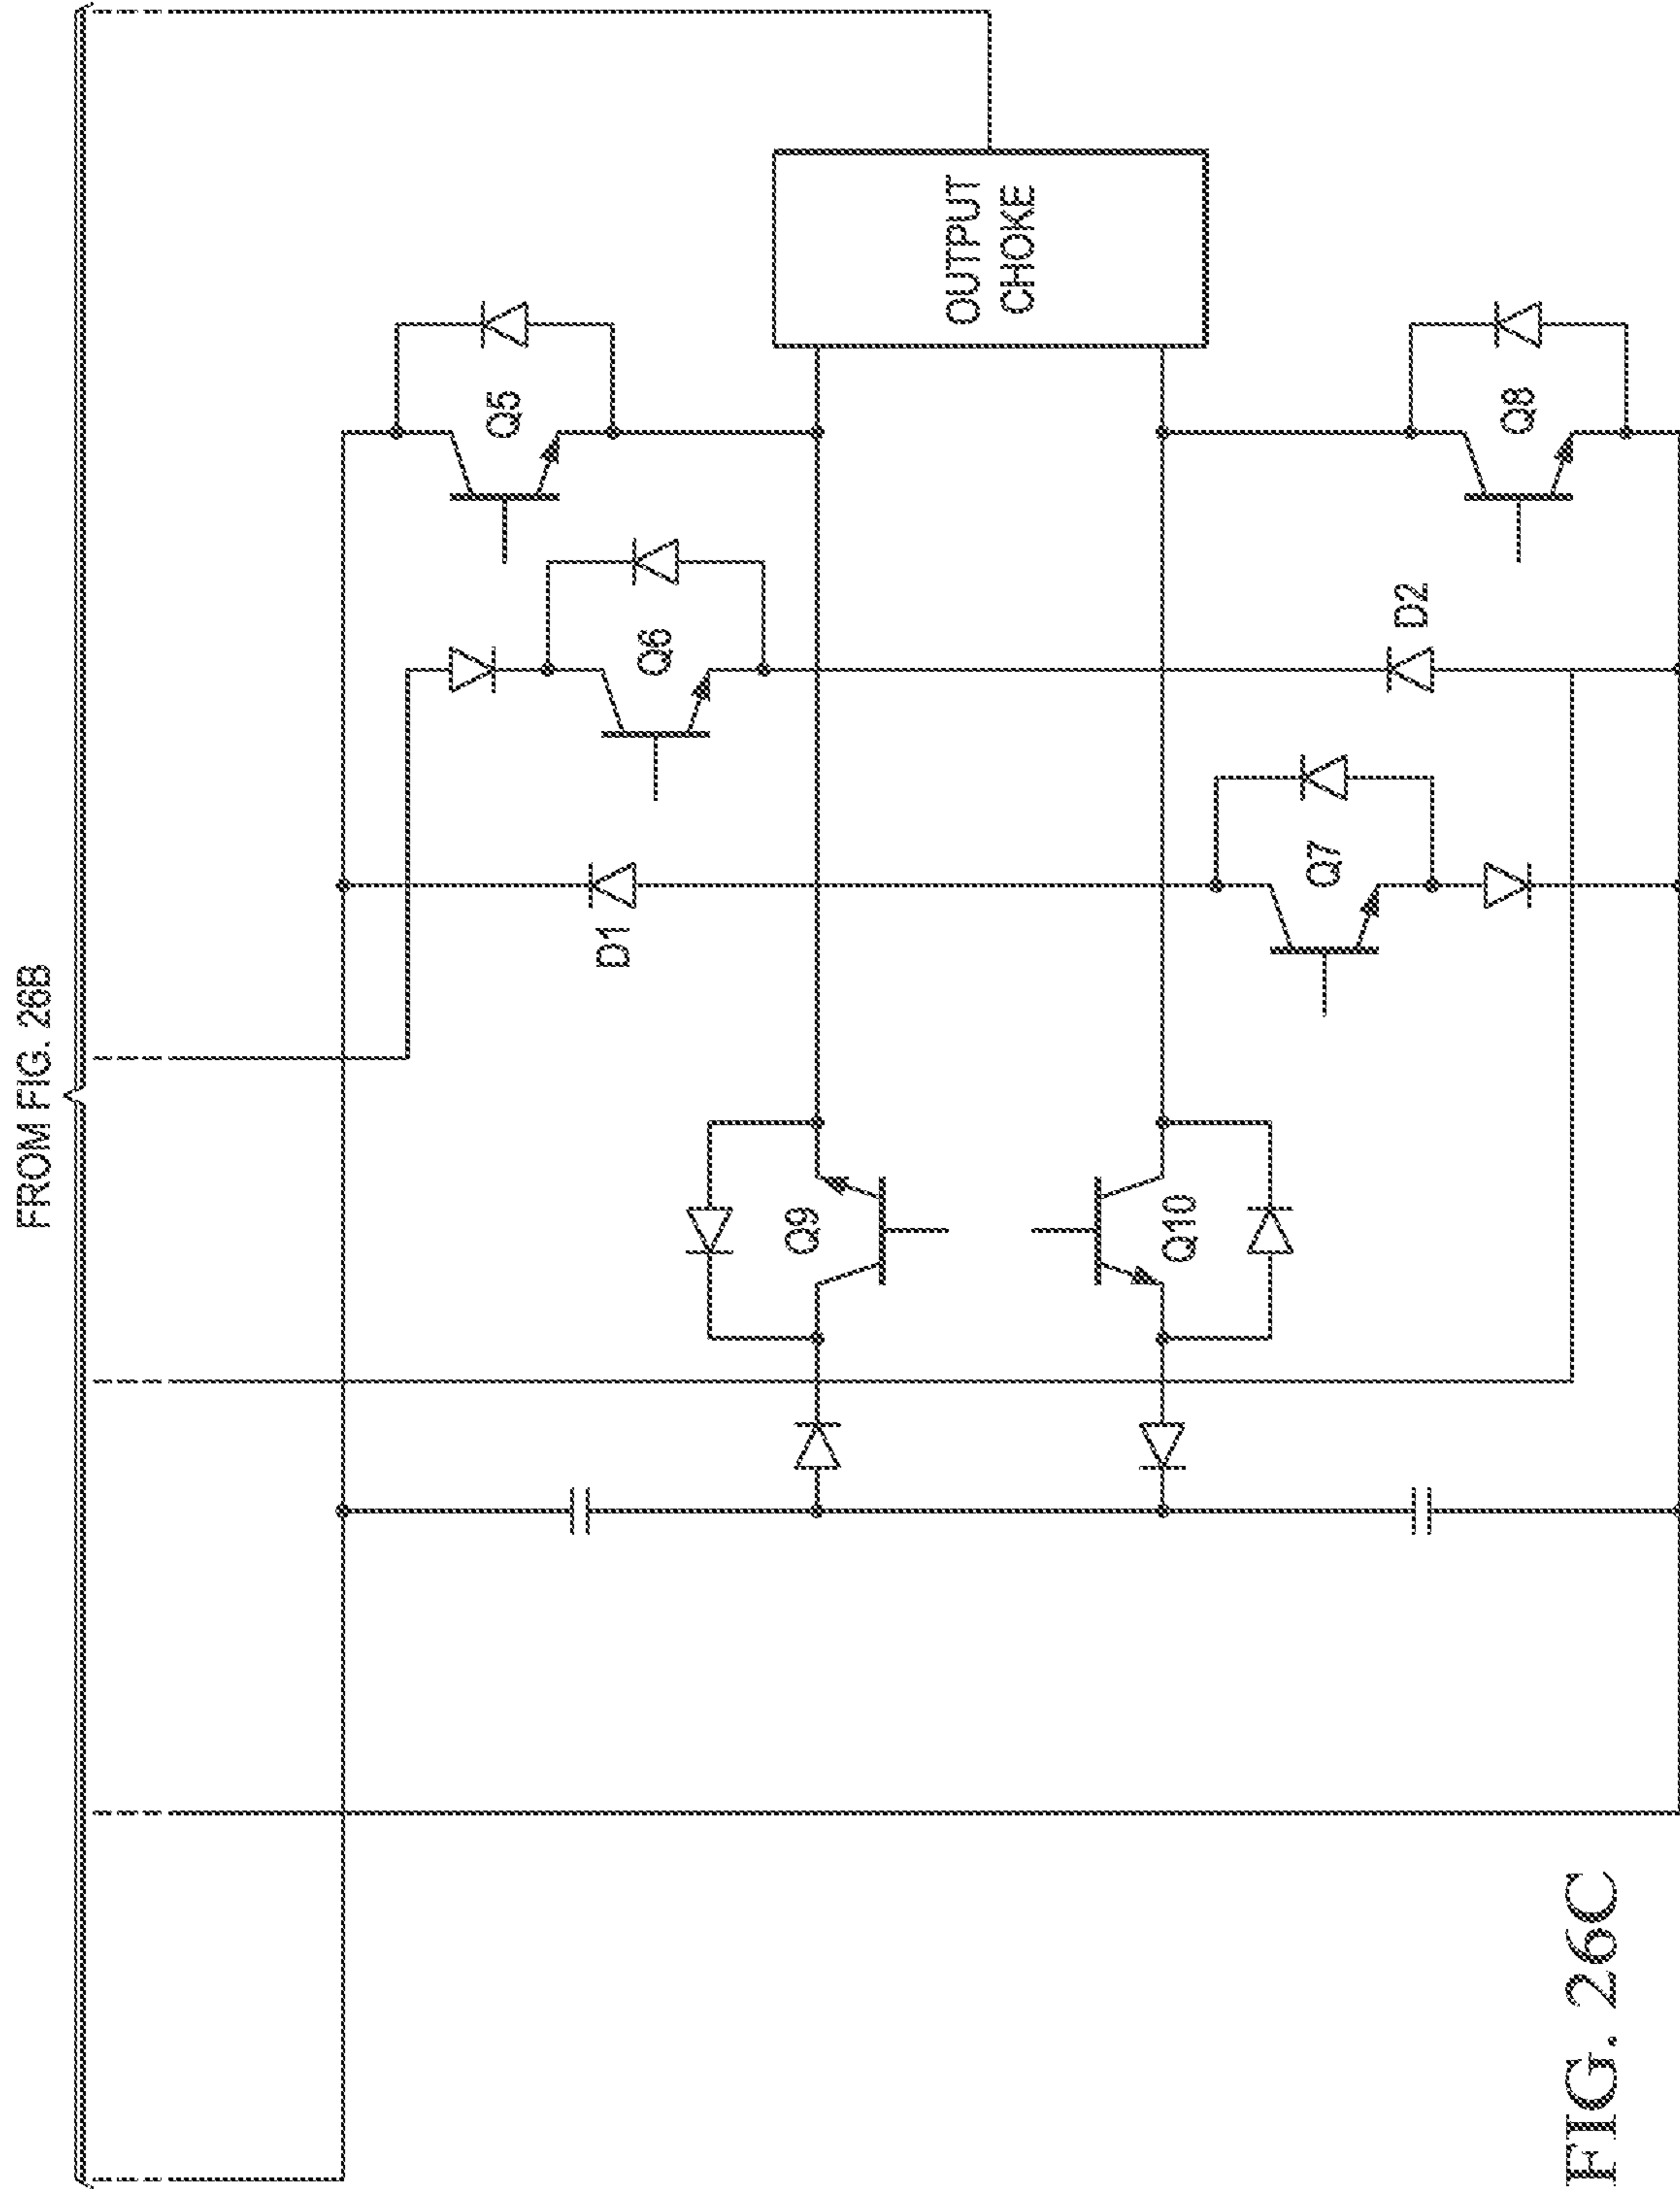 FROM FIG. 26B
OUTPUT
CHOKE
Q5
Q6
Q8
D2
Q7
D1
Q9
Q10
FIG. 26C